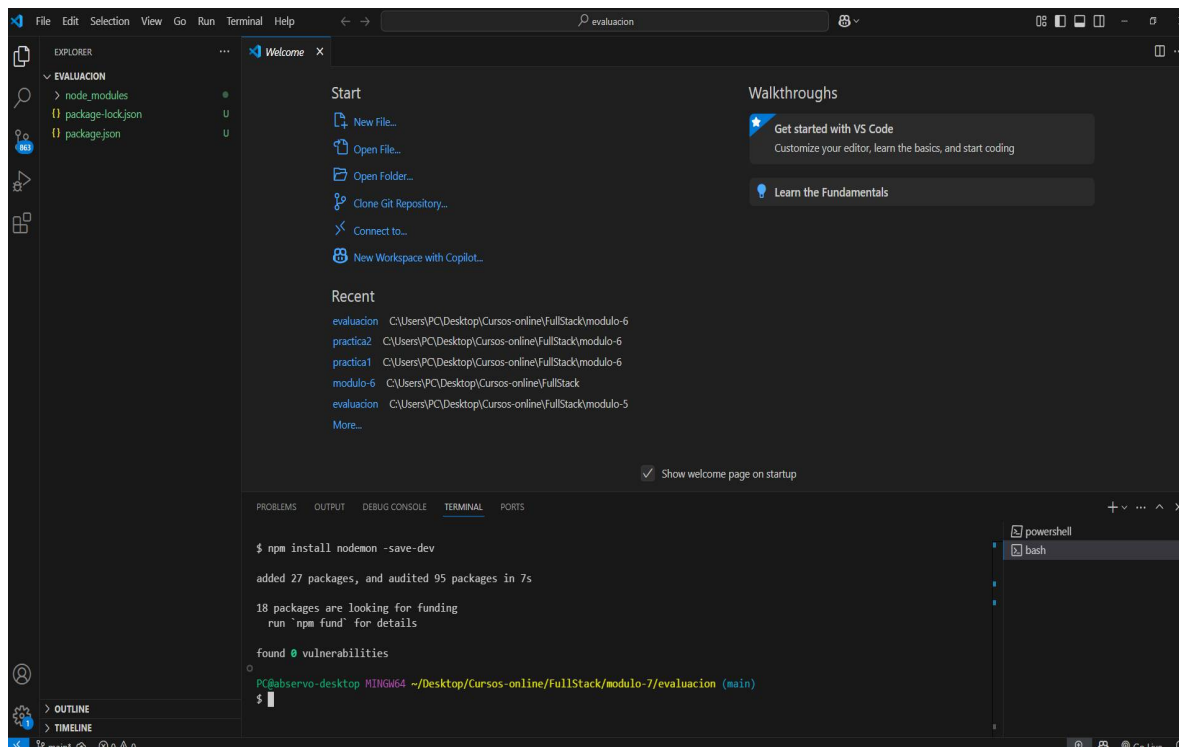 File Edit Selection View Go Run Terminal Help
evaluacion
EXPLORER
EVALUACION
node_modules
package-lock.json U
package.json U
863
Welcome
Start
New File...
Open File...
Open Folder...
Clone Git Repository...
Connect to...
New Workspace with Copilot...
Recent
evaluacion C:\Users\PC\Desktop\Cursos-online\FullStack\modulo-6
practica2 C:\Users\PC\Desktop\Cursos-online\FullStack\modulo-6
practica1 C:\Users\PC\Desktop\Cursos-online\FullStack\modulo-6
modulo-6 C:\Users\PC\Desktop\Cursos-online\FullStack
evaluacion C:\Users\PC\Desktop\Cursos-online\FullStack\modulo-5
More...
Walkthroughs
Get started with VS Code
Customize your editor, learn the basics, and start coding
Learn the Fundamentals
Show welcome page on startup
PROBLEMS OUTPUT DEBUG CONSOLE TERMINAL PORTS
$ npm install nodemon -save-dev
added 27 packages, and audited 95 packages in 7s
18 packages are looking for funding
run `npm fund` for details
found 0 vulnerabilities
PC@abservo-desktop MINGW64 ~/Desktop/Cursos-online/FullStack/modulo-7/evaluacion (main)
$
powershell
bash
OUTLINE
TIMELINE
1
main*
Go Live